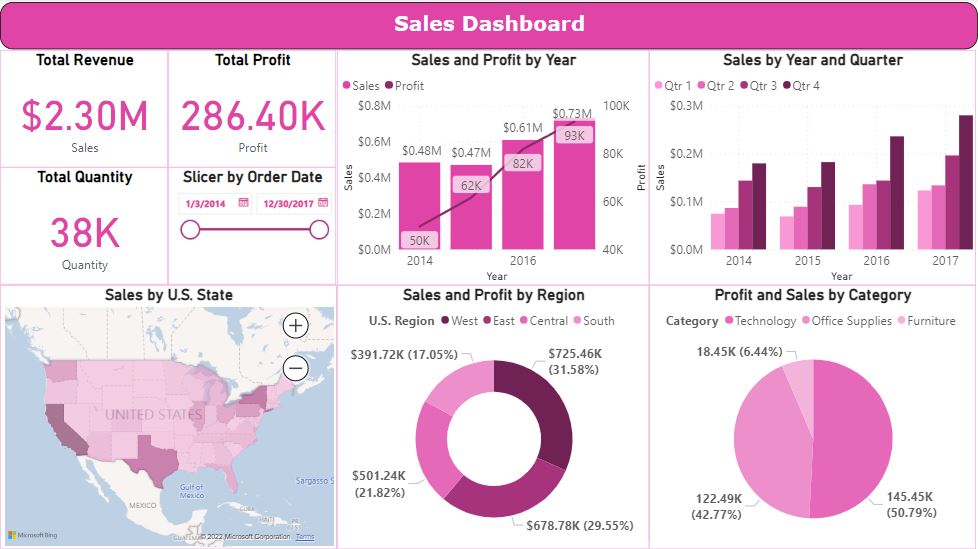 Sales Dashboard
Total Revenue
$2.30M
Sales
Total Profit
286.40K
Profit
Total Quantity
38K
Quantity
Slicer by Order Date
1/3/2014
12/30/2017
Sales and Profit by Year
Sales Profit
$0.8M
$0.6M
$0.4M
$0.2M
$0.0M
Sales
$0.48M
$0.47M
$0.61M
$0.73M
50K
62K
82K
93K
100K
80K
60K
40K
Profit
2014
2016
Year
Sales by Year and Quarter
Qtr 1 Qtr 2 Qtr 3 Qtr 4
$0.3M
$0.2M
$0.1M
$0.0M
Sales
2014
2015
2016
2017
Year
Sales by U.S. State
UNITED STATES
Gulf of
Mexico
Sargasso S
MEXICO
CUBA
HAITI
PR
Microsoft Bing
© 2022 Microsoft Corporation Terms
Sales and Profit by Region
U.S. Region West East Central South
$391.72K (17.05%)
$725.46K
(31.58%)
$501.24K
(21.82%)
$678.78K (29.55%)
Profit and Sales by Category
Category Technology Office Supplies Furniture
18.45K (6.44%)
122.49K
(42.77%)
145.45K
(50.79%)